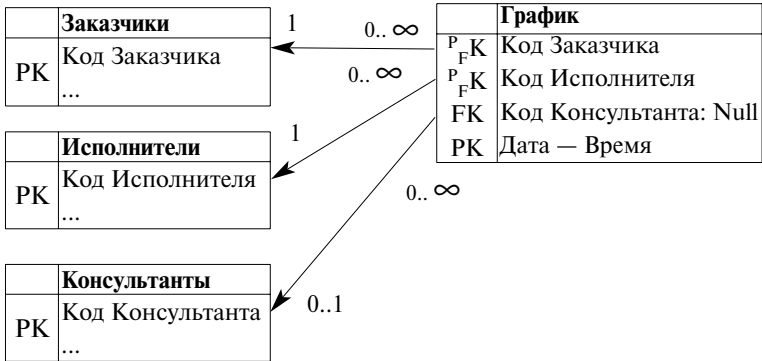 Заказчики
PK Код Заказчика
...
1
0.. ∞
График
PFK Код Заказчика
PFK Код Исполнителя
FK Код Консультанта: Null
PK Дата — Время
0.. ∞
1
Исполнители
PK Код Исполнителя
...
0.. ∞
Консультанты
PK Код Консультанта
...
0..1